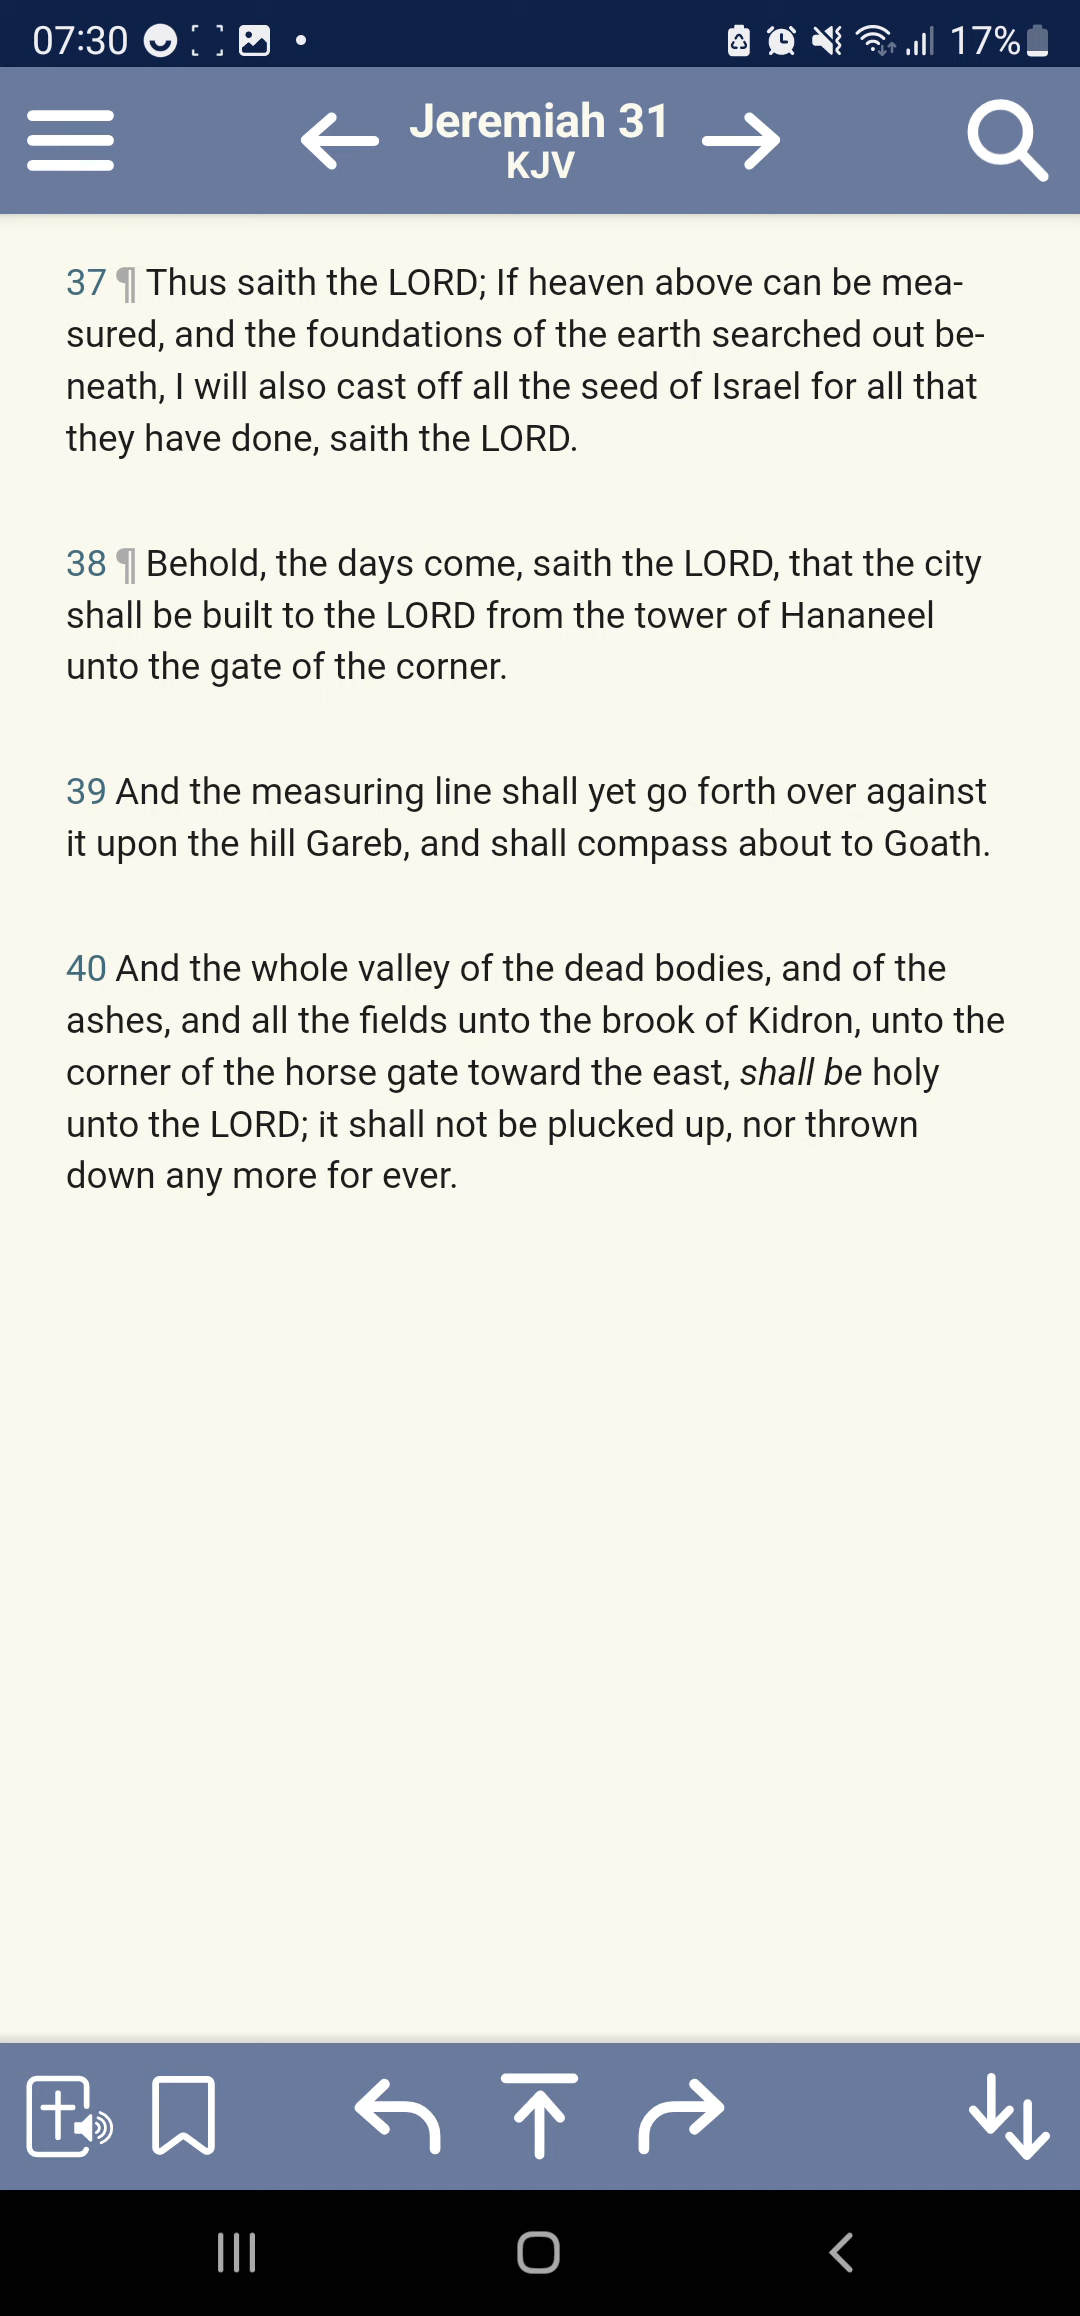 07:30
17%
Jeremiah 31
KJV
37 ¶ Thus saith the LORD; If heaven above can be mea-
sured, and the foundations of the earth searched out be-
neath, I will also cast off all the seed of Israel for all that
they have done, saith the LORD.
38 ¶ Behold, the days come, saith the LORD, that the city
shall be built to the LORD from the tower of Hananeel
unto the gate of the corner.
39 And the measuring line shall yet go forth over against
it upon the hill Gareb, and shall compass about to Goath.
40 And the whole valley of the dead bodies, and of the
ashes, and all the fields unto the brook of Kidron, unto the
corner of the horse gate toward the east, shall be holy
unto the LORD; it shall not be plucked up, nor thrown
down any more for ever.